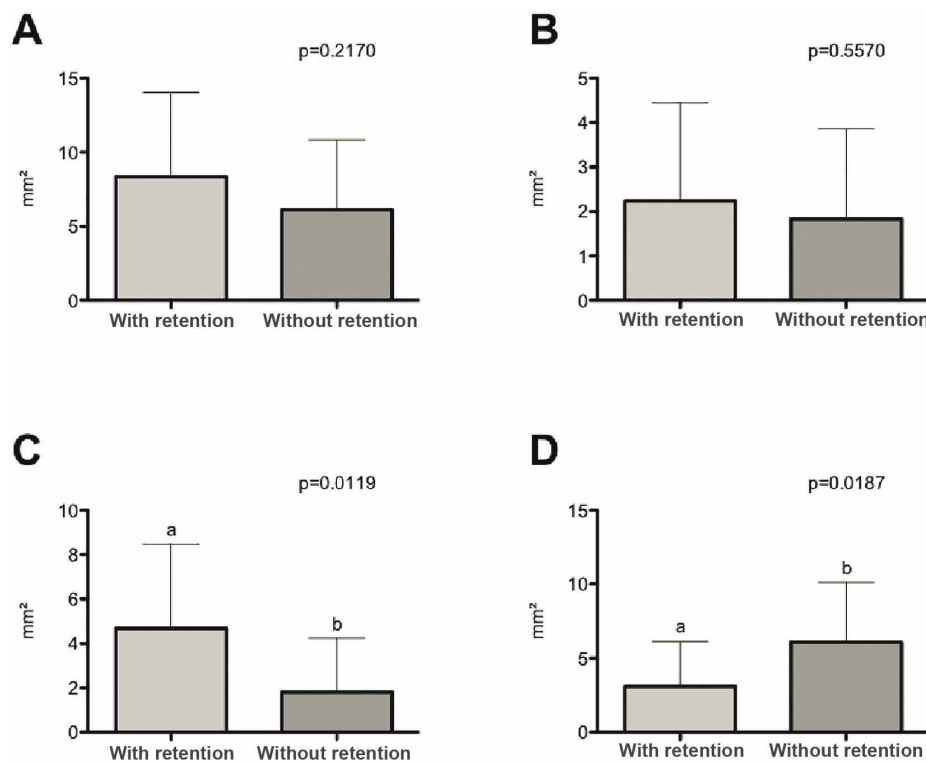 A
p=0.2170
15
10
5
0
mm²
With retention
Without retention
B
p=0.5570
5
4
3
2
1
0
mm²
With retention
Without retention
C
p=0.0119
10
8
6
4
2
0
mm²
a
b
With retention
Without retention
D
p=0.0187
15
10
5
0
mm²
a
b
With retention
Without retention